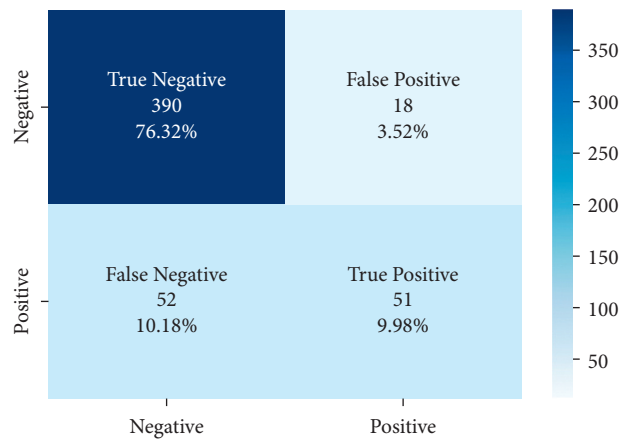 Negative
True Negative
390
76.32%
False Positive
18
3.52%
Positive
False Negative
52
10.18%
True Positive
51
9.98%
Negative
Positive
350
300
250
200
150
100
50